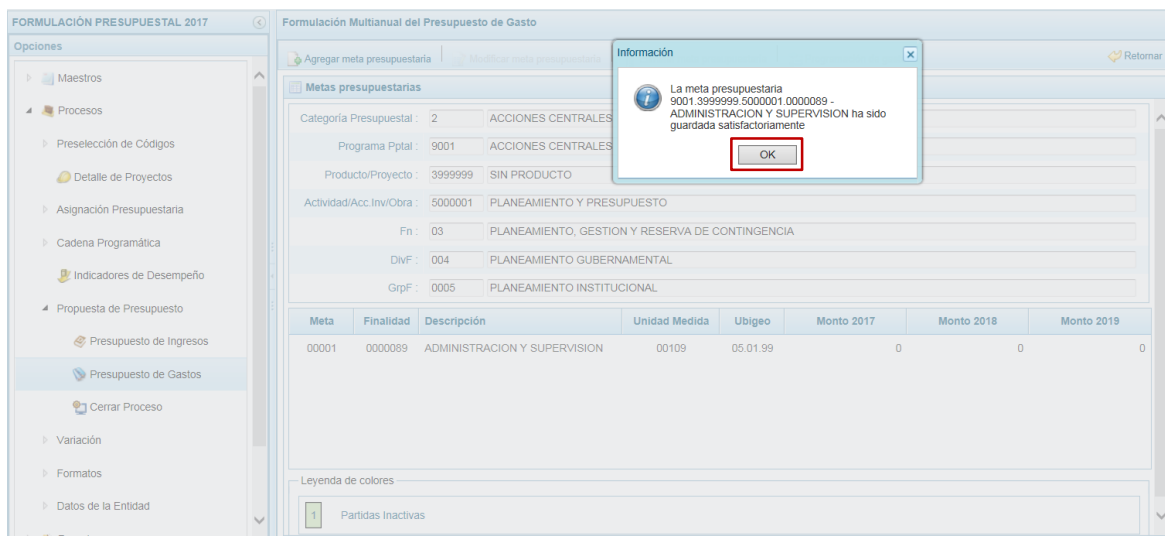 FORMULACIÓN PRESUPUESTAL 2017
Formulación Multianual del Presupuesto de Gasto
Opciones
Agregar meta presupuestaria
Modificar meta presupuestaria
Retornar
Información
La meta presupuestaria
9001.3999999.5000001.0000089 -
ADMINISTRACION Y SUPERVISION ha sido
guardada satisfactoriamente
OK
Maestros
Procesos
Preselección de Códigos
Detalle de Proyectos
Asignación Presupuestaria
Cadena Programática
Indicadores de Desempeño
Propuesta de Presupuesto
Presupuesto de Ingresos
Presupuesto de Gastos
Cerrar Proceso
Variación
Formatos
Datos de la Entidad
Metas presupuestarias
Categoría Presupuestal : 2 ACCIONES CENTRALES
Programa Pptal : 9001 ACCIONES CENTRALES
Producto/Proyecto : 3999999 SIN PRODUCTO
Actividad/Acc.Inv/Obra : 5000001 PLANEAMIENTO Y PRESUPUESTO
Fn : 03 PLANEAMIENTO, GESTION Y RESERVA DE CONTINGENCIA
DivF : 004 PLANEAMIENTO GUBERNAMENTAL
GrpF : 0005 PLANEAMIENTO INSTITUCIONAL
Meta Finalidad Descripción Unidad Medida Ubigeo Monto 2017 Monto 2018 Monto 2019
00001 0000089 ADMINISTRACION Y SUPERVISION 00109 05.01.99 0 0 0
Leyenda de colores
1 Partidas Inactivas